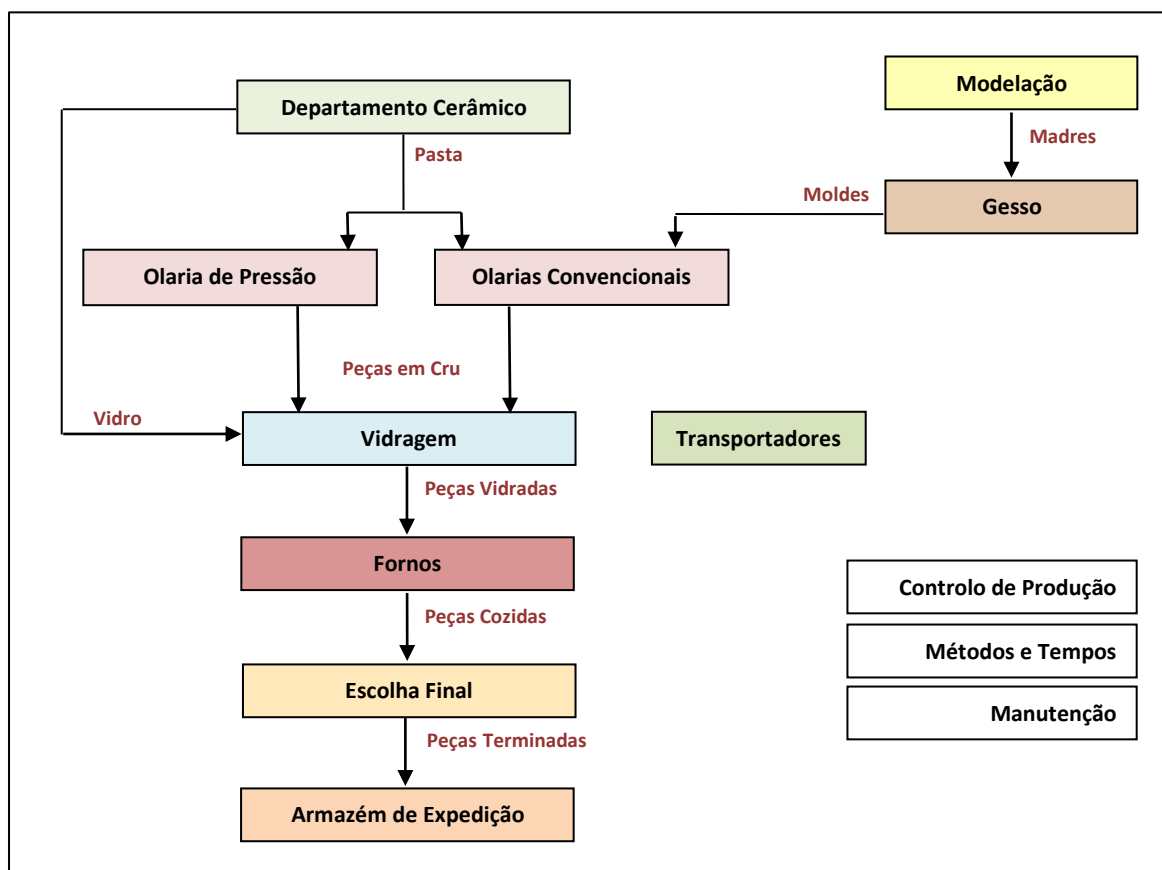 Departamento Cerâmico
Modelação
Pasta
Madres
Moldes
Gesso
Olaria de Pressão
Olarias Convencionais
Peças em Cru
Vidro
Vidragem
Transportadores
Peças Vidradas
Fornos
Controlo de Produção
Peças Cozidas
Métodos e Tempos
Escolha Final
Manutenção
Peças Terminadas
Armazém de Expedição